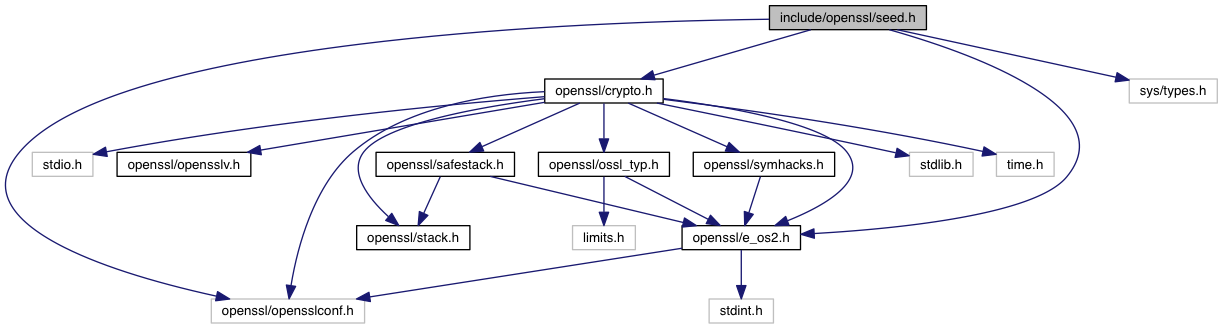 include/openssl/seed.h
openssl/crypto.h
sys/types.h
stdio.h
openssl/opensslv.h
openssl/safestack.h
openssl/ossl_typ.h
openssl/symhacks.h
stdlib.h
time.h
openssl/stack.h
limits.h
openssl/e_os2.h
openssl/opensslconf.h
stdint.h